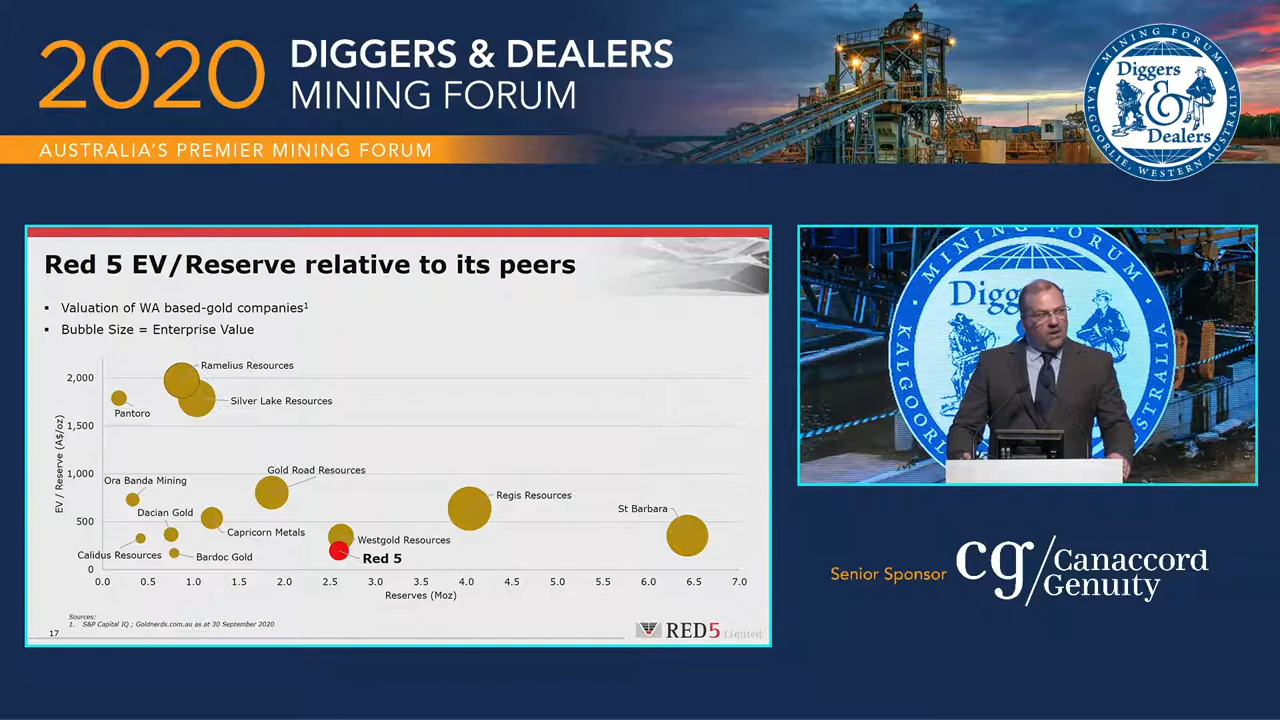 2020
DIGGERS & DEALERS
MINING FORUM
AUSTRALIA'S PREMIER MINING FORUM
MINING FORUM
Diggers
&
Dealers
KALGOORLIE, WESTERN AUSTRALIA
Red 5 EV/Reserve relative to its peers
▪ Valuation of WA based-gold companies¹
▪ Bubble Size = Enterprise Value
EV / Reserve (A$/oz)
2,000
1,500
1,000
500
0
Ramelius Resources
Silver Lake Resources
Pantoro
Gold Road Resources
Ora Banda Mining
Regis Resources
St Barbara
Dacian Gold
Capricorn Metals
Westgold Resources
Calidus Resources
Bardoc Gold
Red 5
0.0 0.5 1.0 1.5 2.0 2.5 3.0 3.5 4.0 4.5 5.0 5.5 6.0 6.5 7.0
Reserves (Moz)
Sources:
1. S&P Capital IQ ; Goldnerds.com.au as at 30 September 2020
17
RED5 Limited
MINING FORUM
Digg
KALGOOR
AUSTRALIA
Senior Sponsor
cg/Canaccord
Genuity